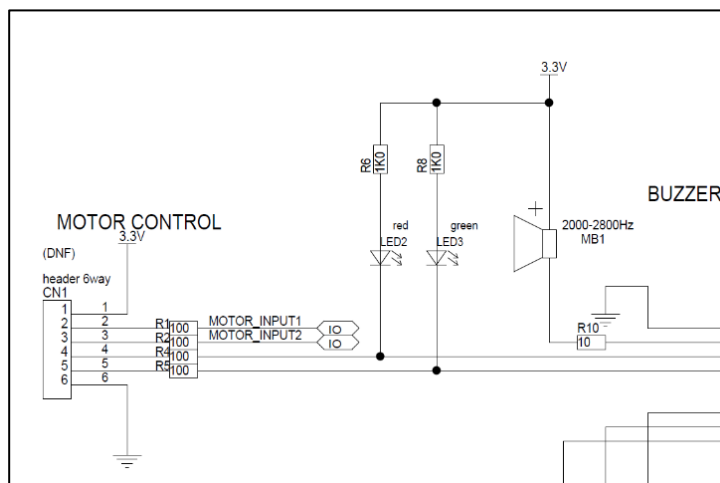 3.3V
R6
1K0
R8
1K0
BUZZER
MOTOR CONTROL
3.3V
red
LED2
green
LED3
+
2000-2800Hz
MB1
(DNF)
header 6way
CN1
1
2
3
4
5
6
1
2
3
4
5
6
R1
100
MOTOR_INPUT1
IO
R2
100
MOTOR_INPUT2
IO
R4
100
R5
100
R10
10